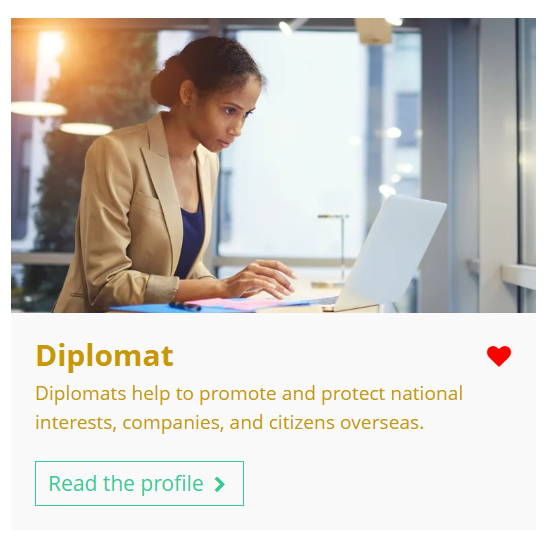 Diplomat
Diplomats help to promote and protect national
interests, companies, and citizens overseas.
Read the profile